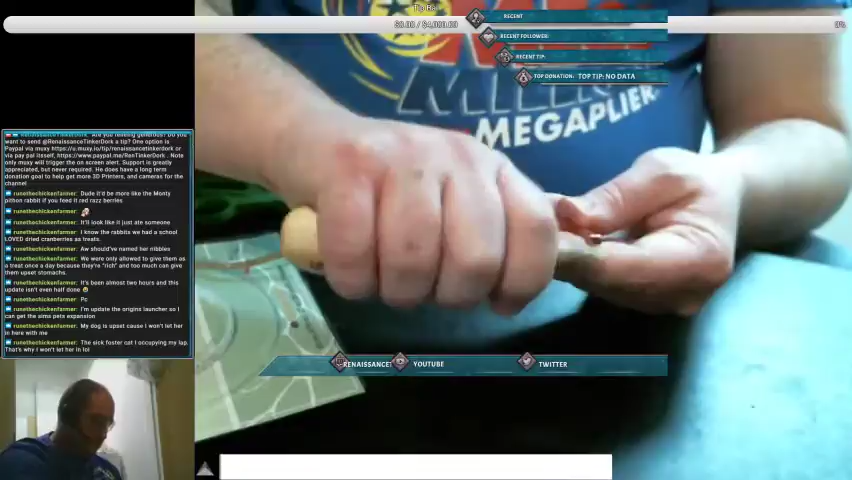 $0.00 / $4,000.00
0%
RECENT
RECENT FOLLOWER:
RECENT TIP:
TOP DONATION: TOP TIP: NO DATA
MEGAPLIER
RenaissanceTinkerDork: Are you feeling generous? Do you
want to send @RenaissanceTinkerDork a tip? One option is
Paypal via muxy https://u.muxy.io/tip/renaissancetinkerdork or
via pay pal itsself, https://www.paypal.me/RenTinkerDork . Note
only muxy will trigger the on screen alert. Support is greatly
appreciated, but never required. He does have a long term
donation goal to help get more 3D Printers, and cameras for the
channel
runethechickenfarmer: Dude it'd be more like the Monty
pithon rabbit if you feed it red razz berries
runethechickenfarmer:
runethechickenfarmer: It'll look like it just ate someone
runethechickenfarmer: I know the rabbits we had a school
LOVED dried cranberries as treats.
runethechickenfarmer: Aw should've named her nibbles
runethechickenfarmer: We were only allowed to give them as
a treat once a day because they're "rich" and too much can give
them upset stomachs.
runethechickenfarmer: It's been almost two hours and this
update isn't even half done
runethechickenfarmer: Pc
runethechickenfarmer: I'm update the origins launcher so I
can get the sims pets expansion
runethechickenfarmer: My dog is upset cause I won't let her
in here with me
runethechickenfarmer: The sick foster cat I occupying my lap.
That's why I won't let her in lol
RENAISSANCE
YOUTUBE
TWITTER